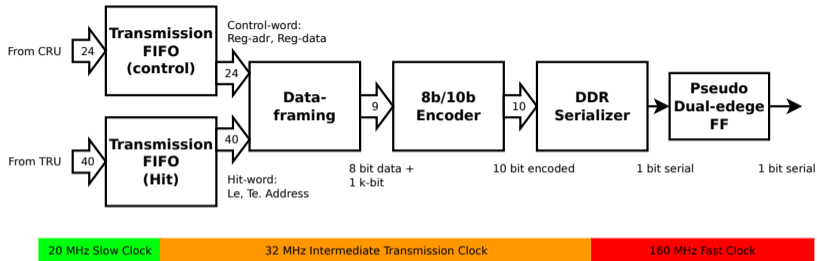 From CRU
24
Transmission
FIFO
(control)
Control-word:
Reg-adr, Reg-data
24
From TRU
40
Transmission
FIFO
(Hit)
40
Hit-word:
Le, Te. Address
Data-
framing
9
8 bit data +
1 k-bit
8b/10b
Encoder
10
10 bit encoded
DDR
Serializer
1 bit serial
Pseudo
Dual-edege
FF
1 bit serial
20 MHz Slow Clock
32 MHz Intermediate Transmission Clock
160 MHz Fast Clock